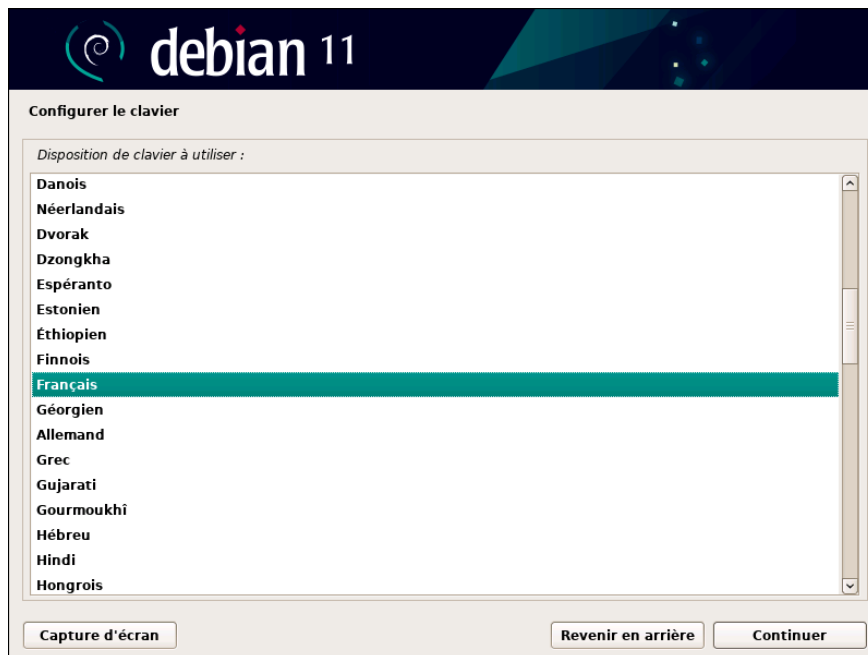 debian 11
Configurer le clavier
Disposition de clavier à utiliser :
Danois
Néerlandais
Dvorak
Dzongkha
Espéranto
Estonien
Éthiopien
Finnois
Français
Géorgien
Allemand
Grec
Gujarati
Gourmoukhî
Hébreu
Hindi
Hongrois
Capture d'écran Revenir en arrière Continuer